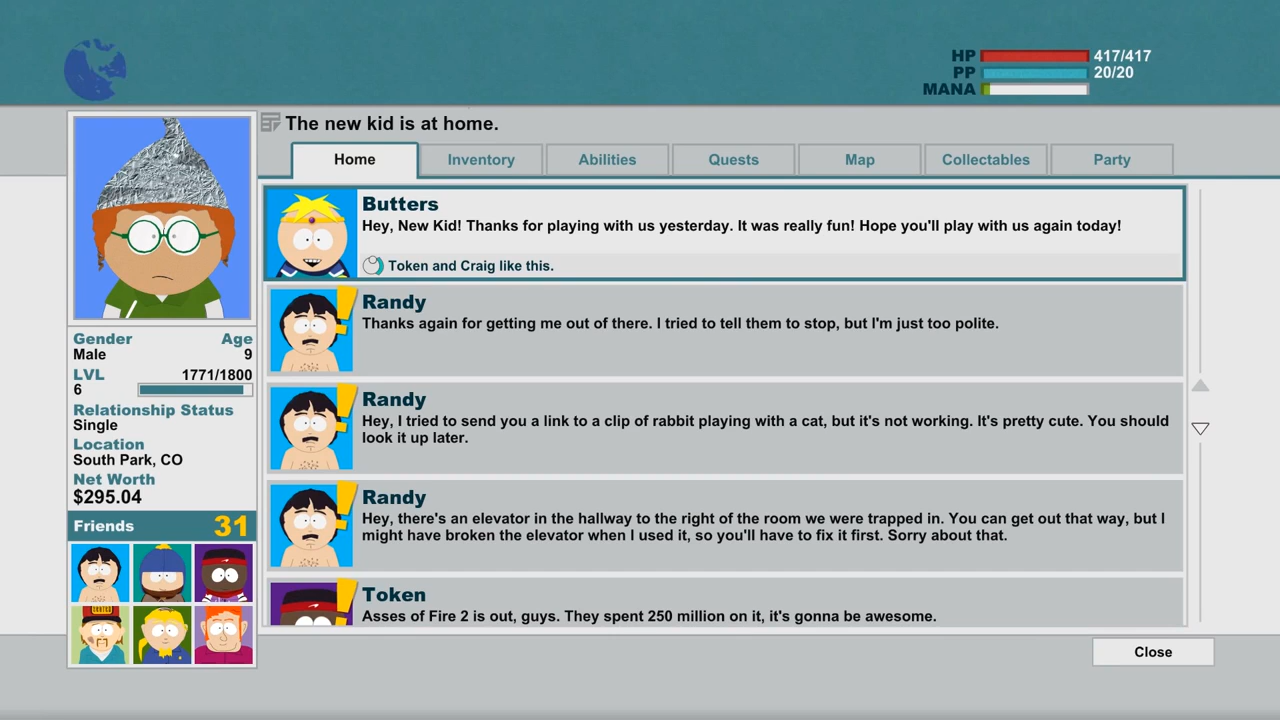 HP 417/417
PP 20/20
MANA
The new kid is at home.
Home Inventory Abilities Quests Map Collectables Party
Butters
Hey, New Kid! Thanks for playing with us yesterday. It was really fun! Hope you'll play with us again today!
Token and Craig like this.
Randy
Thanks again for getting me out of there. I tried to tell them to stop, but I'm just too polite.
Randy
Hey, I tried to send you a link to a clip of rabbit playing with a cat, but it's not working. It's pretty cute. You should
look it up later.
Randy
Hey, there's an elevator in the hallway to the right of the room we were trapped in. You can get out that way, but I
might have broken the elevator when I used it, so you'll have to fix it first. Sorry about that.
Token
Asses of Fire 2 is out, guys. They spent 250 million on it, it's gonna be awesome.
Gender Age
Male 9
LVL 1771/1800
6
Relationship Status
Single
Location
South Park, CO
Net Worth
$295.04
Friends 31
Close